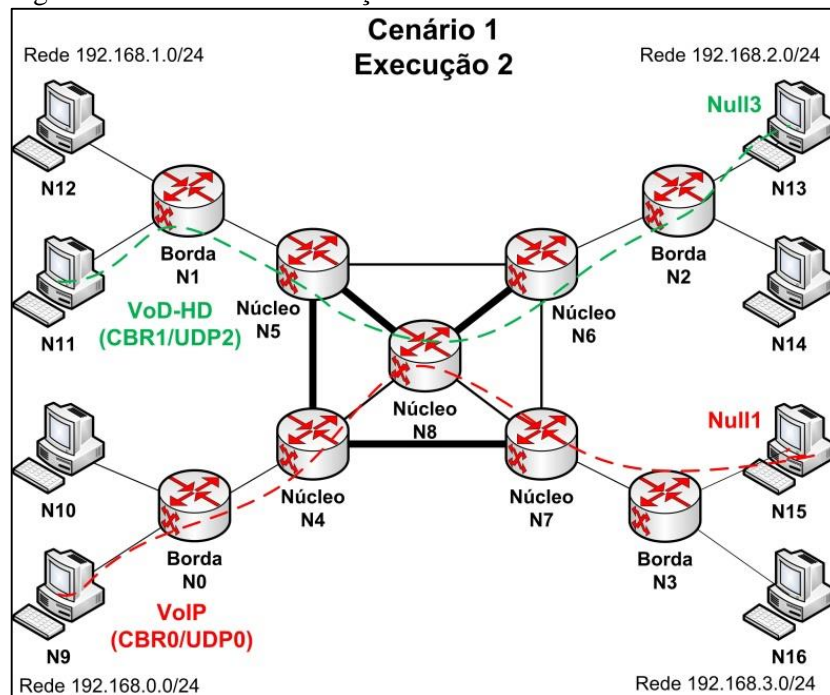 Cenário 1
Execução 2
Rede 192.168.1.0/24
Rede 192.168.2.0/24
Null3
N12
N13
Borda
N1
Borda
N2
Núcleo
N5
Núcleo
N6
VoD-HD
(CBR1/UDP2)
N11
N14
Núcleo
N8
Null1
N10
Núcleo
N4
Núcleo
N7
N15
Borda
N0
Borda
N3
VoIP
(CBR0/UDP0)
N9
N16
Rede 192.168.0.0/24
Rede 192.168.3.0/24